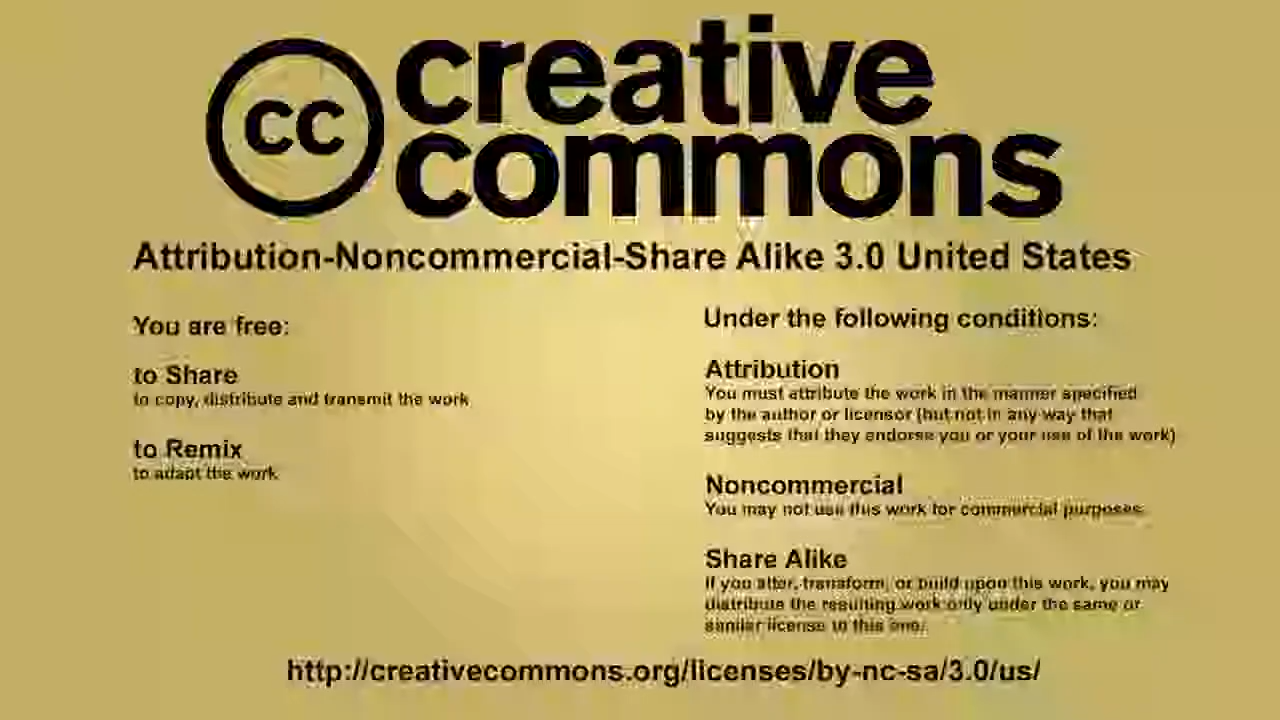 cc creative
commons
Attribution-Noncommercial-Share Alike 3.0 United States
You are free:
to Share
to copy, distribute and transmit the work
to Remix
to adapt the work
Under the following conditions:
Attribution
You must attribute the work in the manner specified
by the author or licensor (but not in any way that
suggests that they endorse you or your use of the work)
Noncommercial
You may not use this work for commercial purposes.
Share Alike
If you alter, transform, or build upon this work, you may
distribute the resulting work only under the same or
similar license to this one.
http://creativecommons.org/licenses/by-nc-sa/3.0/us/